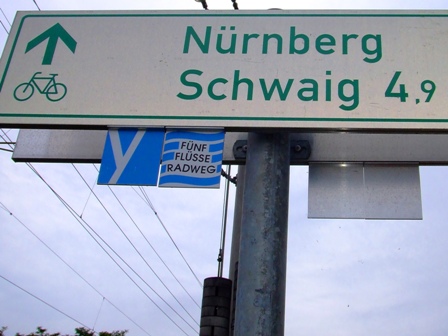 Nürnberg
Schwaig 4,9
Y
FÜNF
FLÜSSE
RADWEG